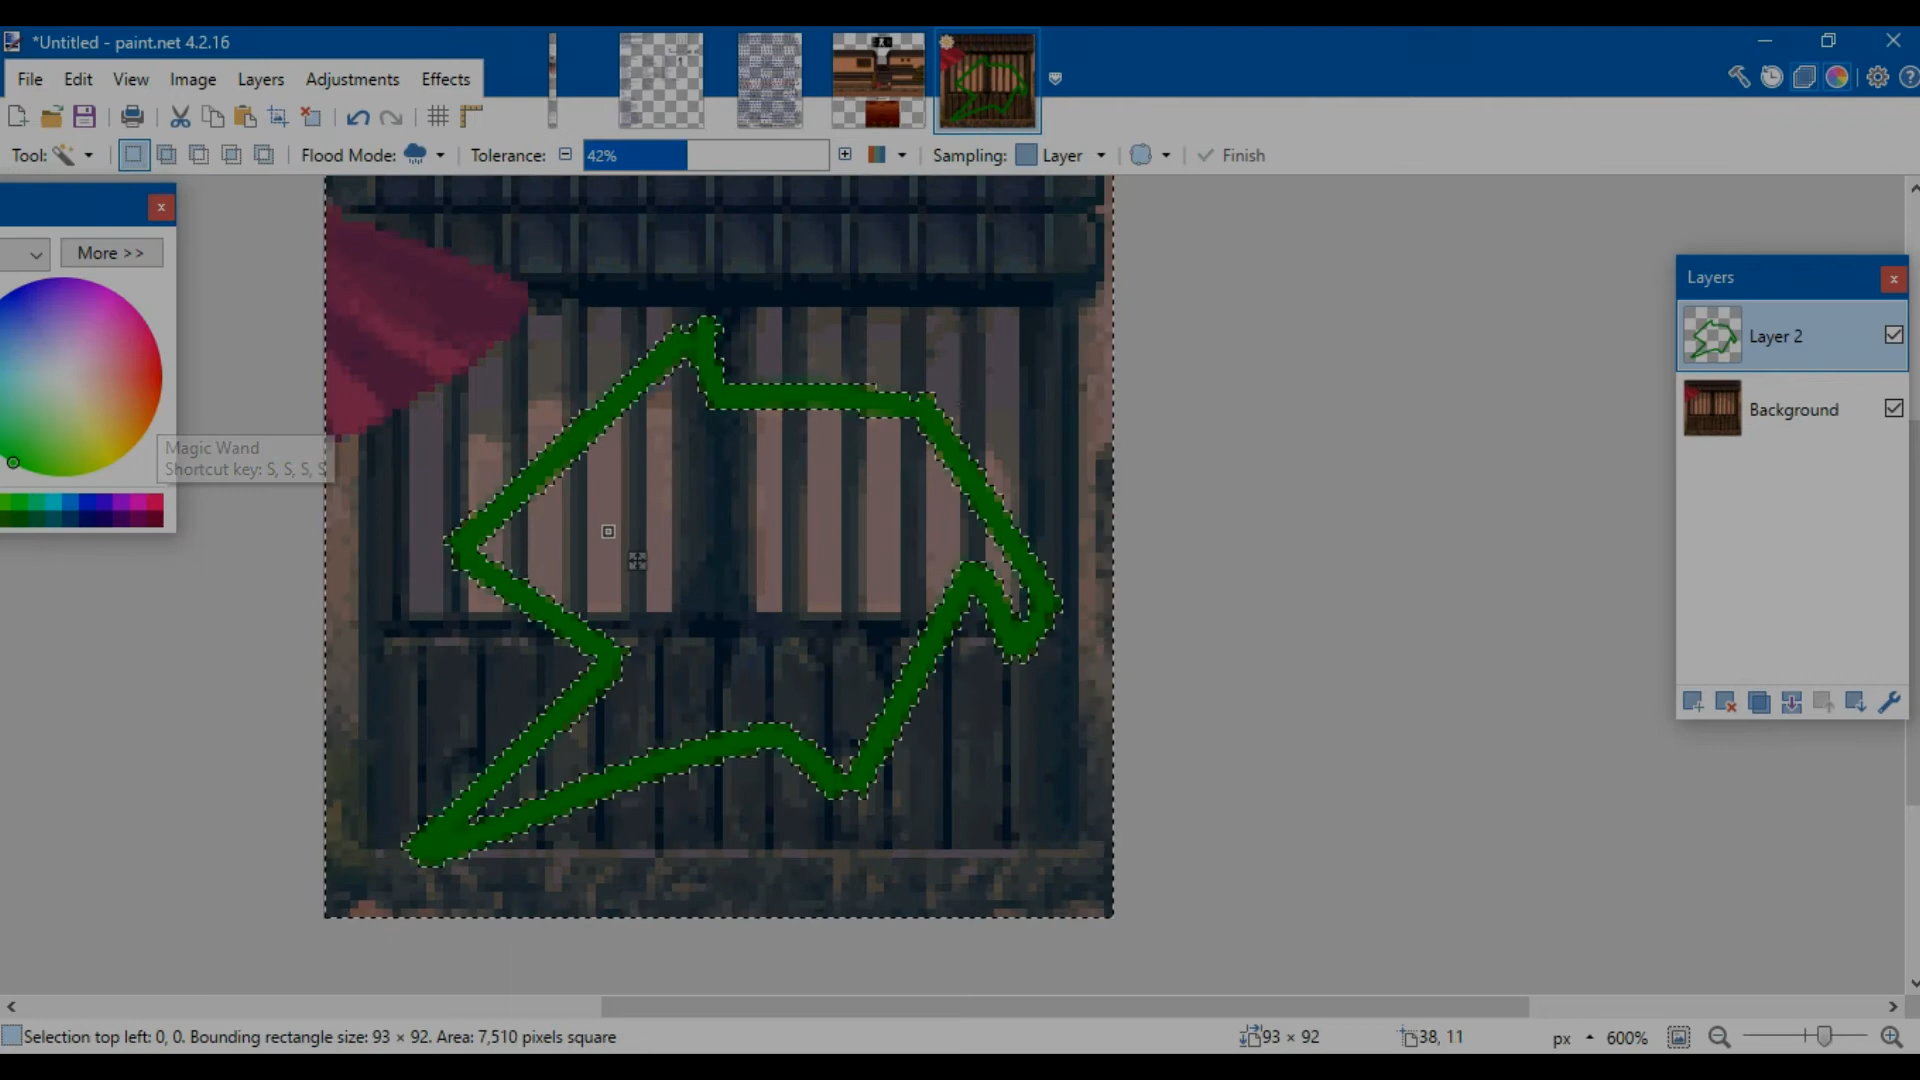 *Untitled - paint.net 4.2.16
File Edit View Image Layers Adjustments Effects
Tool: Flood Mode: Tolerance: 42% Sampling: Layer Finish
More >>
Magic Wand
Shortcut key: S, S, S, S
Layers
Layer 2
Background
Selection top left: 0, 0. Bounding rectangle size: 93 × 92. Area: 7,510 pixels square 93 × 92 38, 11 px 600%